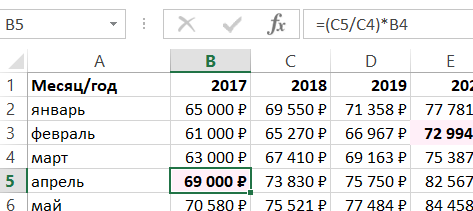 B5 fx =(C5/C4)*B4
A B C D E
1 Месяц/год 2017 2018 2019 20
2 январь 65 000 ₽ 69 550 ₽ 71 358 ₽ 77 781
3 февраль 61 000 ₽ 65 270 ₽ 66 967 ₽ 72 994
4 март 63 000 ₽ 67 410 ₽ 69 163 ₽ 75 387
5 апрель 69 000 ₽ 73 830 ₽ 75 750 ₽ 82 567
6 май 70 580 ₽ 75 521 ₽ 77 484 ₽ 84 458